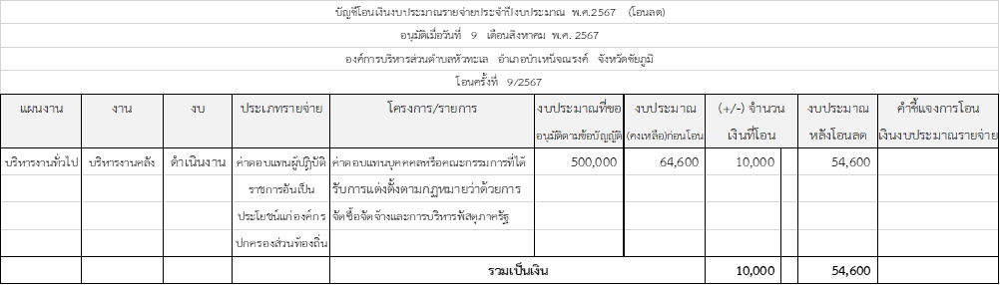 บัญชีโอนเงินงบประมาณรายจ่ายประจำปีงบประมาณ พ.ศ.2567 (โอนลด)
อนุมัติเมื่อวันที่ 9 เดือนสิงหาคม พ.ศ. 2567
องค์การบริหารส่วนตำบลหัวทะเล อำเภอบำเหน็จณรงค์ จังหวัดชัยภูมิ
โอนครั้งที่ 9/2567
แผนงาน งาน งบ ประเภทรายจ่าย โครงการ/รายการ งบประมาณที่ขอ งบประมาณ (+/-) จำนวน งบประมาณ คำชี้แจงการโอน
อนุมัติตามข้อบัญญัติ (คงเหลือ)ก่อนโอน เงินที่โอน หลังโอนลด เงินงบประมาณรายจ่าย
บริหารงานทั่วไป บริหารงานคลัง ดำเนินงาน ค่าตอบแทนผู้ปฏิบัติ ค่าตอบแทนบุคคลหรือคณะกรรมการที่ได้ 500,000 64,600 10,000 54,600
ราชการอันเป็น รับการแต่งตั้งตามกฎหมายว่าด้วยการ
ประโยชน์แก่องค์กร จัดซื้อจัดจ้างและการบริหารพัสดุภาครัฐ
ปกครองส่วนท้องถิ่น
รวมเป็นเงิน 10,000 54,600